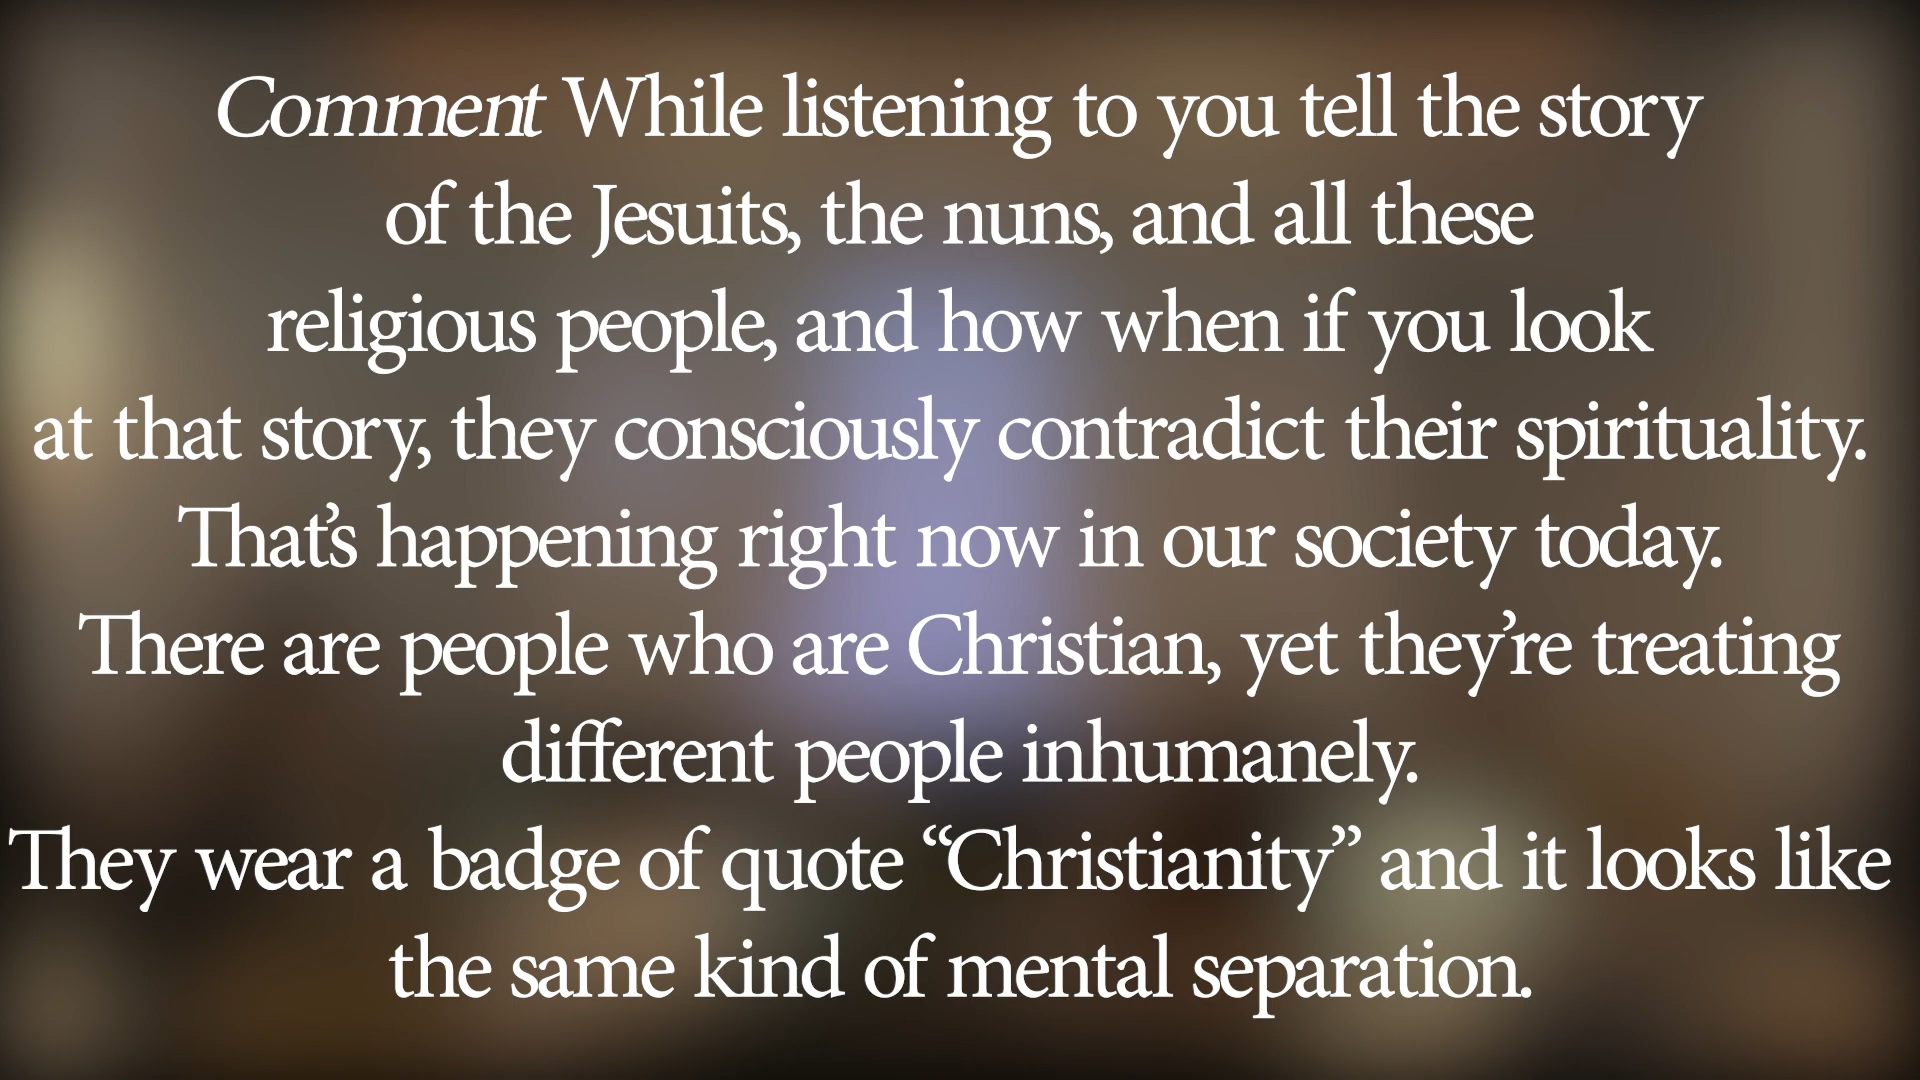 Comment While listening to you tell the story
of the Jesuits, the nuns, and all these
religious people, and how when if you look
at that story, they consciously contradict their spirituality.
That’s happening right now in our society today.
There are people who are Christian, yet they’re treating
different people inhumanely.
They wear a badge of quote “Christianity” and it looks like
the same kind of mental separation.